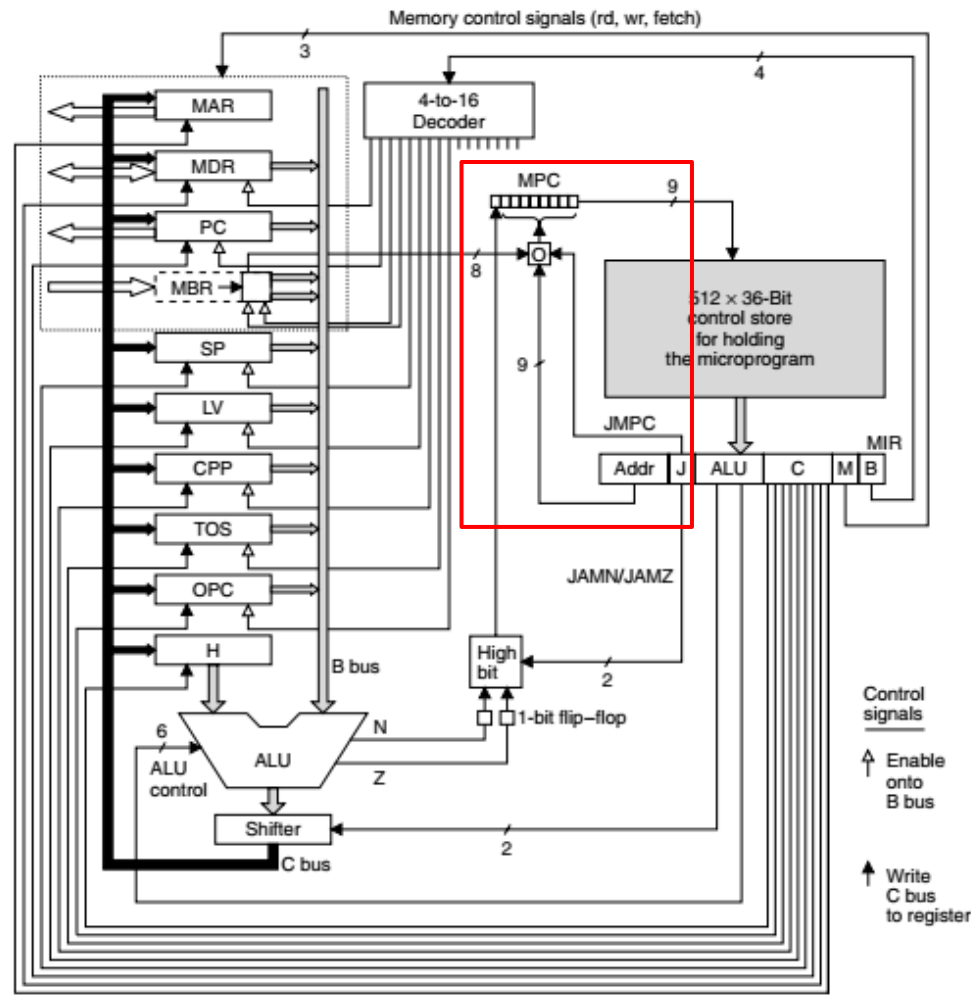 Memory control signals (rd, wr, fetch)
3
4
MAR
4-to-16
Decoder
MDR
MPC
9
PC
O
8
MBR
512 × 36-Bit
control store
for holding
the microprogram
SP
9
LV
JMPC
MIR
CPP
Addr
J
ALU
C
M
B
TOS
JAMN/JAMZ
OPC
H
High
bit
2
B bus
Control
signals
1-bit flip–flop
N
6
ALU
control
ALU
Z
Enable
onto
B bus
Shifter
2
C bus
Write
C bus
to register